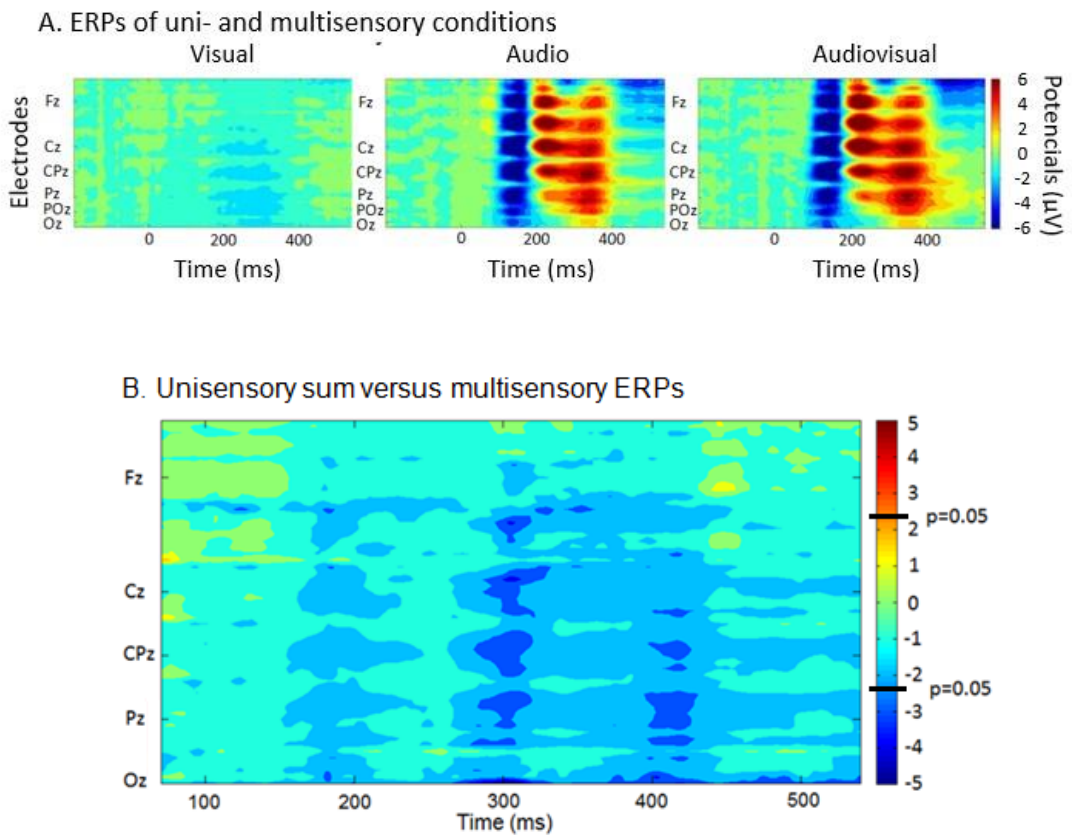 A. ERPs of uni- and multisensory conditions
Visual Audio Audiovisual
Electrodes
Fz
Cz
CPz
Pz
POz
Oz
0 200 400
Time (ms)
Fz
Cz
CPz
Pz
POz
Oz
0 200 400
Time (ms)
Fz
Cz
CPz
Pz
POz
Oz
0 200 400
Time (ms)
6
4
2
0
-2
-4
-6
Potencials (μV)
B. Unisensory sum versus multisensory ERPs
Fz
Cz
CPz
Pz
Oz
100 200 300 400 500
Time (ms)
5
4
3
p=0.05
2
1
0
-1
-2
p=0.05
-3
-4
-5